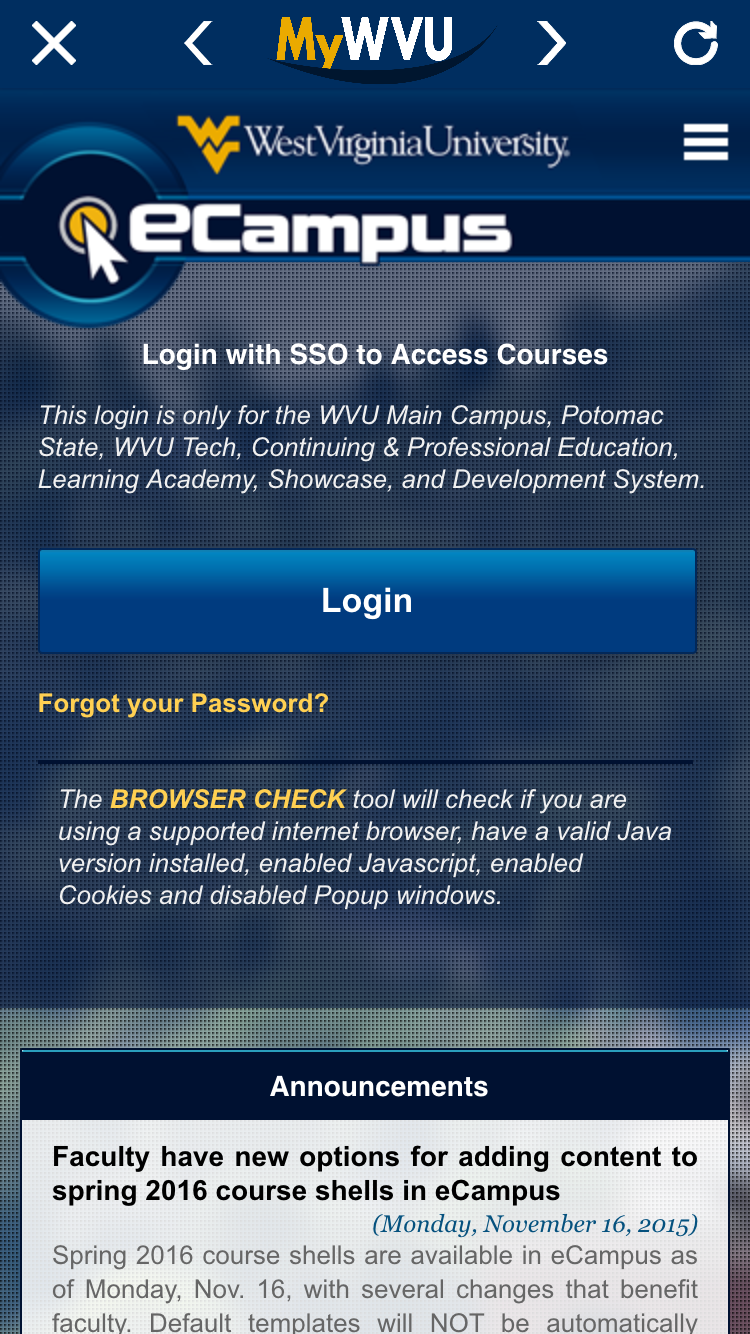 MyWVU
WestVirginiaUniversity®
eCampus
Login with SSO to Access Courses
This login is only for the WVU Main Campus, Potomac
State, WVU Tech, Continuing & Professional Education,
Learning Academy, Showcase, and Development System.
Login
Forgot your Password?
The BROWSER CHECK tool will check if you are
using a supported internet browser, have a valid Java
version installed, enabled Javascript, enabled
Cookies and disabled Popup windows.
Announcements
Faculty have new options for adding content to
spring 2016 course shells in eCampus
(Monday, November 16, 2015)
Spring 2016 course shells are available in eCampus as
of Monday, Nov. 16, with several changes that benefit
faculty. Default templates will NOT be automatically